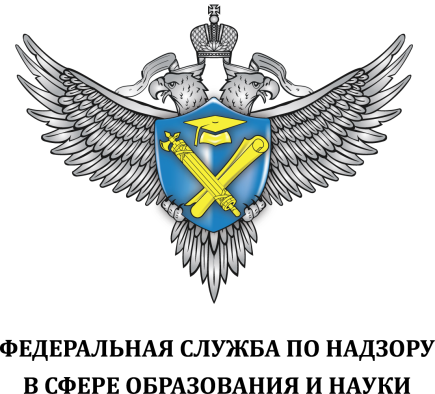 ФЕДЕРАЛЬНАЯ СЛУЖБА ПО НАДЗОРУ
В СФЕРЕ ОБРАЗОВАНИЯ И НАУКИ